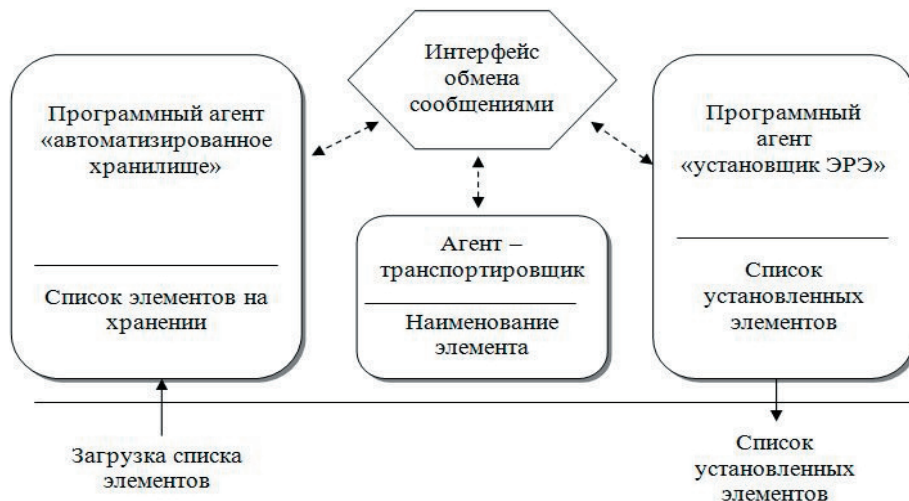 Интерфейс
обмена
сообщениями
Программный агент
«автоматизированное
хранилище»
Список элементов на
хранении
Агент –
транспортировщик
Наименование
элемента
Программный
агент
«установщик ЭРЭ»
Список
установленных
элементов
Загрузка списка
элементов
Список
установленных
элементов